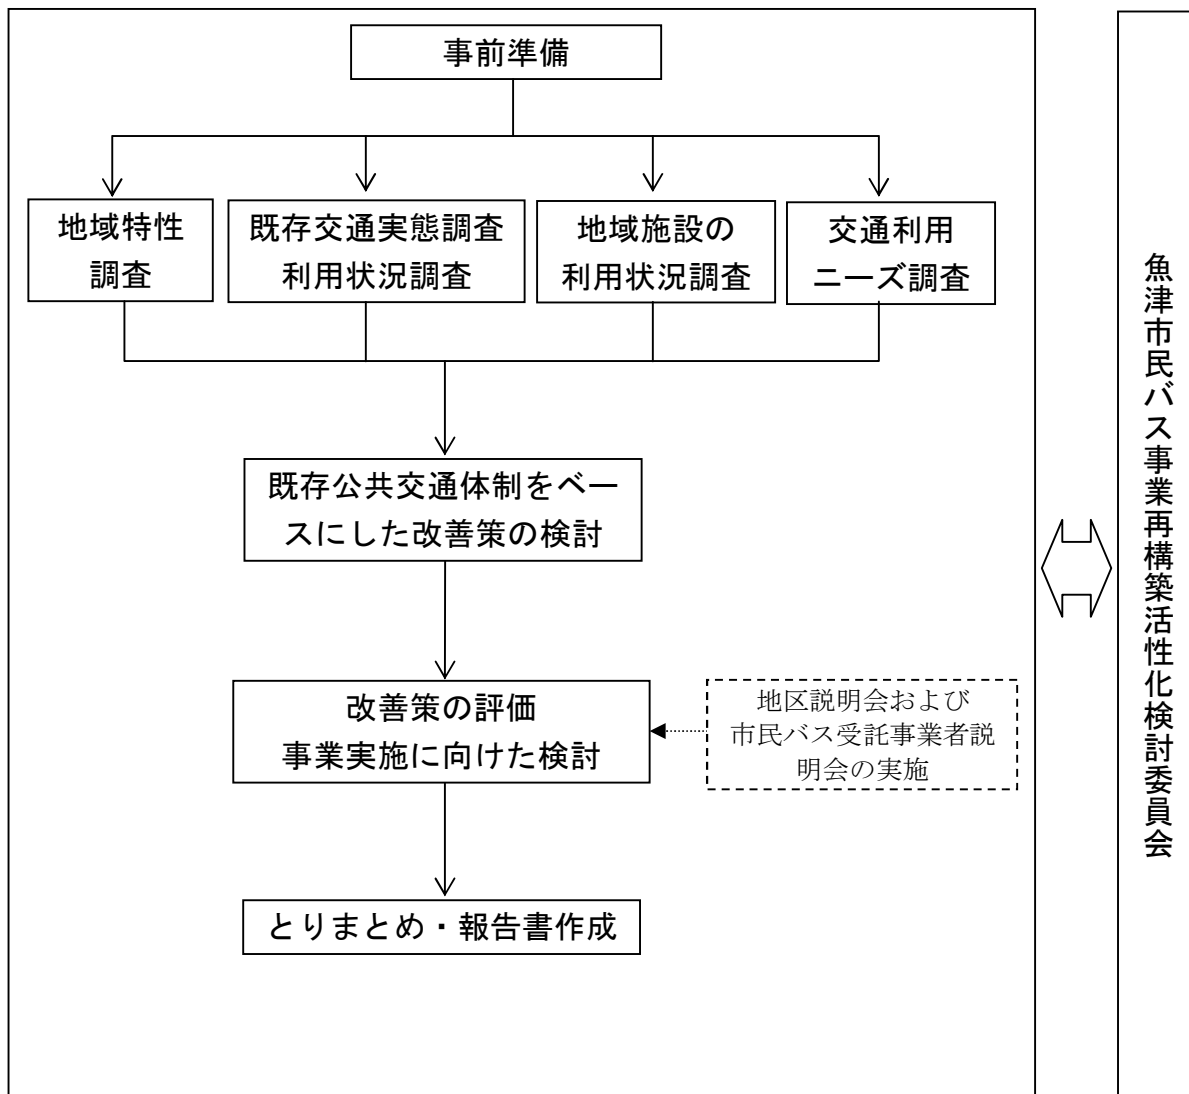 事前準備
地域特性
調査
既存交通実態調査
利用状況調査
地域施設の
利用状況調査
交通利用
ニーズ調査
既存公共交通体制をベー
スにした改善策の検討
改善策の評価
事業実施に向けた検討
地区説明会および
市民バス受託事業者説
明会の実施
とりまとめ・報告書作成
魚津市民バス事業再構築活性化検討委員会